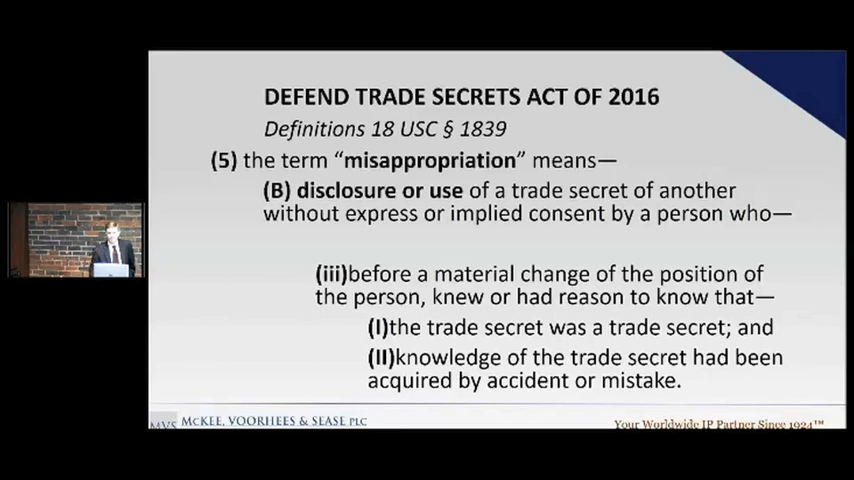 DEFEND TRADE SECRETS ACT OF 2016
Definitions 18 USC § 1839
(5) the term “misappropriation” means—
(B) disclosure or use of a trade secret of another
without express or implied consent by a person who—
(iii)before a material change of the position of
the person, knew or had reason to know that—
(I)the trade secret was a trade secret; and
(II)knowledge of the trade secret had been
acquired by accident or mistake.
MVS MCKEE, VOORHEES & SEASE PLC
Your Worldwide IP Partner Since 1924™